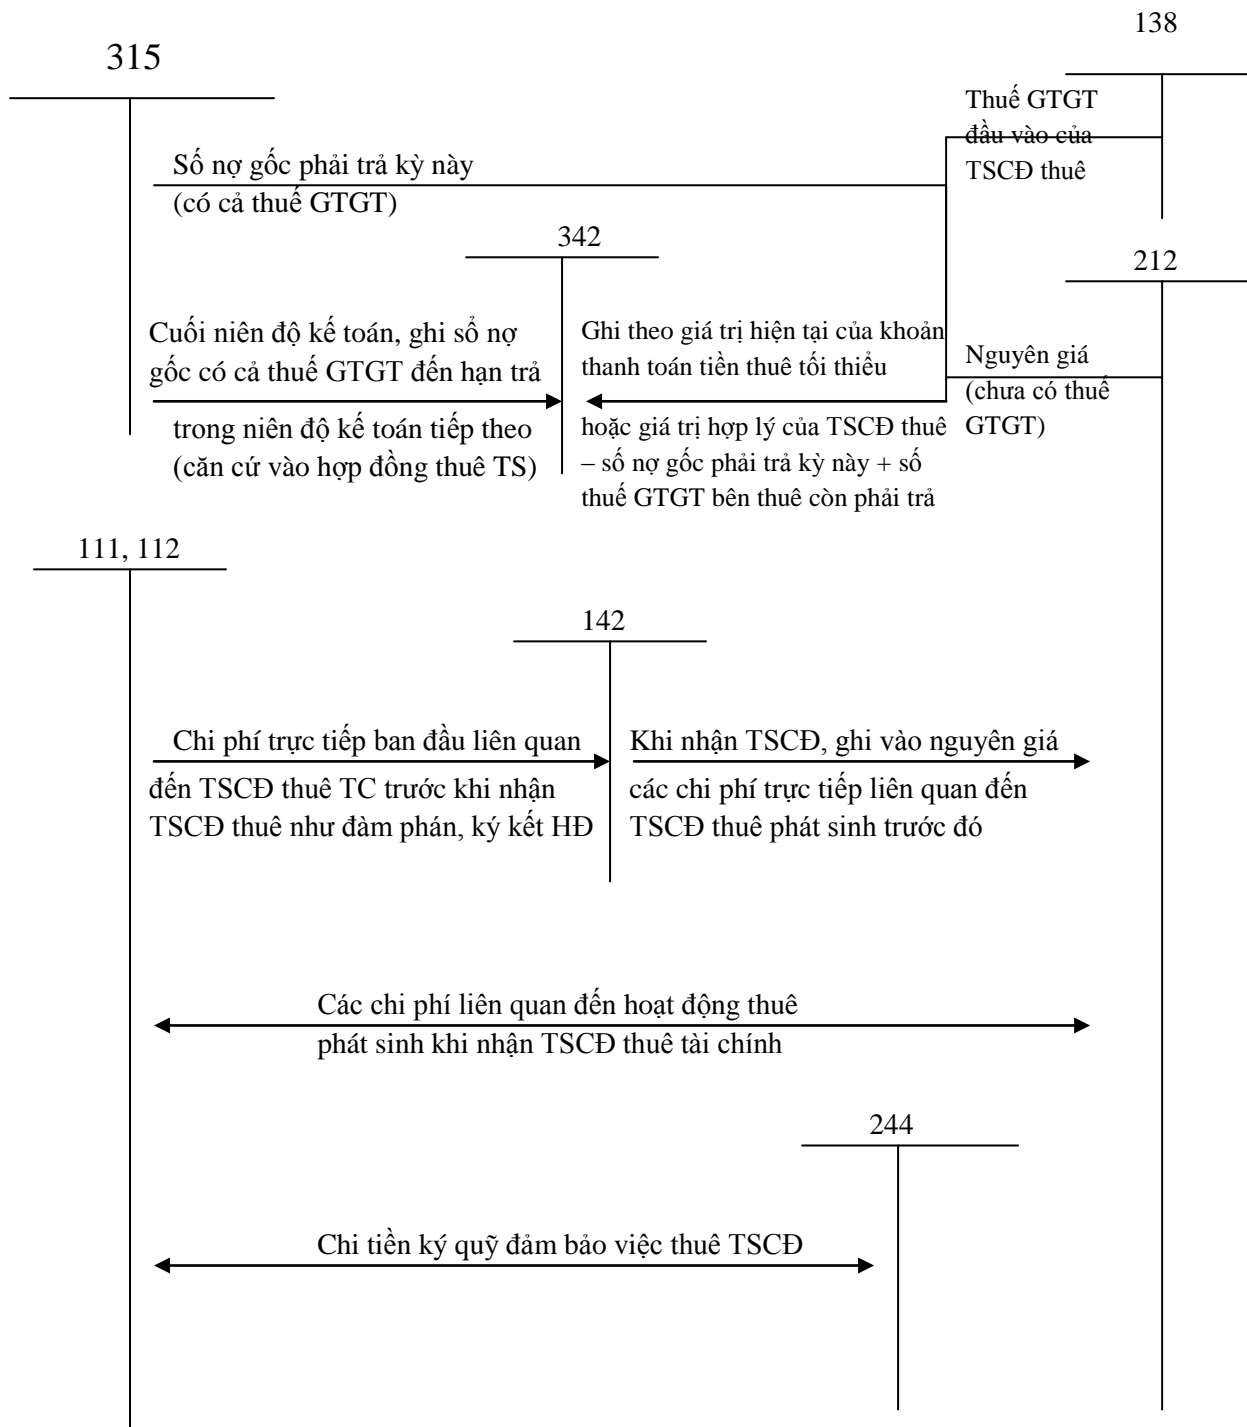 138
315
Thuế GTGT
đầu vào của
TSCĐ thuê
Số nợ gốc phải trả kỳ này
(có cả thuế GTGT)
342
212
Cuối niên độ kế toán, ghi sổ nợ
gốc có cả thuế GTGT đến hạn trả
trong niên độ kế toán tiếp theo
(căn cứ vào hợp đồng thuê TS)
Ghi theo giá trị hiện tại của khoản
thanh toán tiền thuê tối thiểu
hoặc giá trị hợp lý của TSCĐ thuê
– số nợ gốc phải trả kỳ này + số
thuế GTGT bên thuê còn phải trả
Nguyên giá
(chưa có thuế
GTGT)
111, 112
142
Chi phí trực tiếp ban đầu liên quan
đến TSCĐ thuê TC trước khi nhận
TSCĐ thuê như đàm phán, ký kết HĐ
Khi nhận TSCĐ, ghi vào nguyên giá
các chi phí trực tiếp liên quan đến
TSCĐ thuê phát sinh trước đó
Các chi phí liên quan đến hoạt động thuê
phát sinh khi nhận TSCĐ thuê tài chính
244
Chi tiền ký quỹ đảm bảo việc thuê TSCĐ